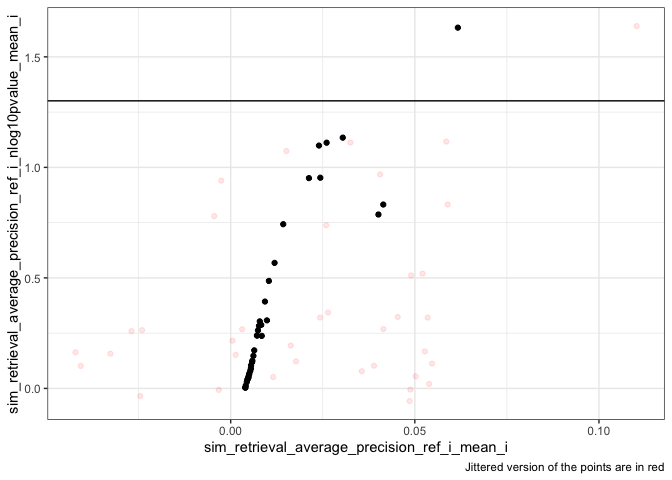 sim_retrieval_average_precision_ref_i_nlog10pvalue_mean_i
1.5
1.0
0.5
0.0
0.00
0.05
0.10
sim_retrieval_average_precision_ref_i_mean_i
Jittered version of the points are in red